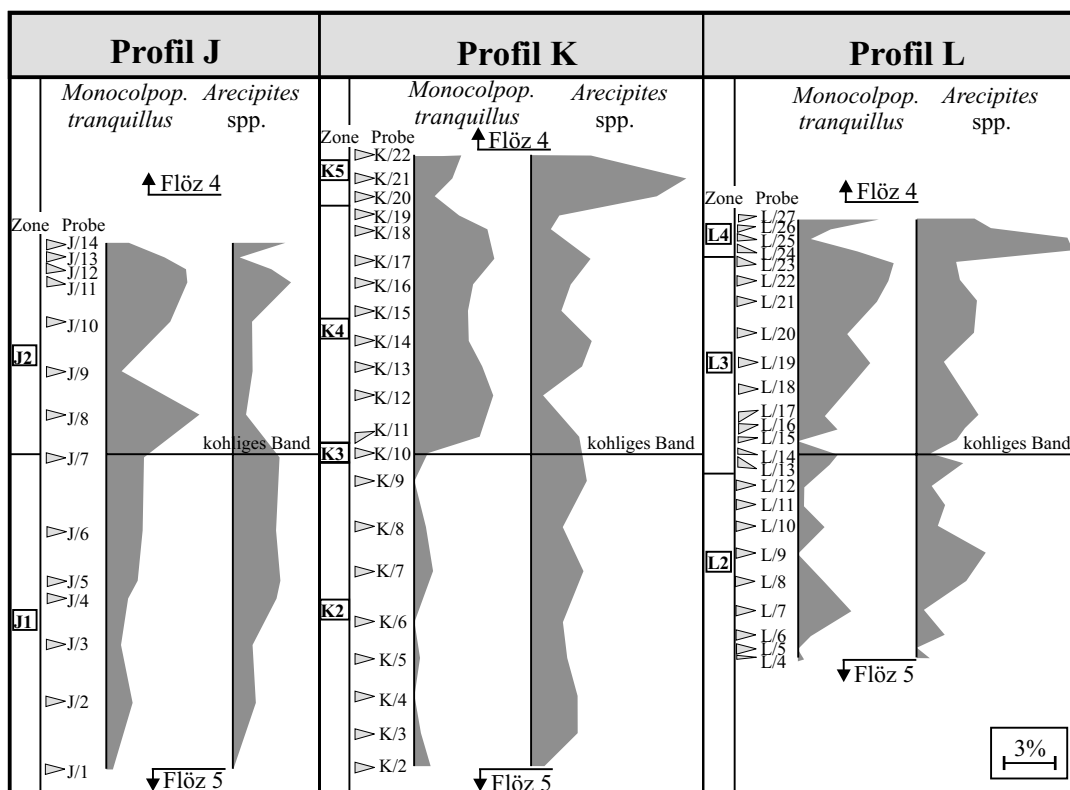 Profil J
Profil K
Profil L
Monocolpop. tranquillus
Arecipites spp.
Flöz 4
Zone
Probe
J/14
J/13
J/12
J/11
J/10
J2
J/9
J/8
kohliges Band
J/7
J/6
J/5
J/4
J1
J/3
J/2
J/1
Flöz 5
Monocolpop. tranquillus
Arecipites spp.
Flöz 4
Zone
Probe
K/22
K5
K/21
K/20
K/19
K/18
K/17
K/16
K/15
K4
K/14
K/13
K/12
K/11
kohliges Band
K3
K/10
K/9
K/8
K/7
K2
K/6
K/5
K/4
K/3
K/2
Flöz 5
Monocolpop. tranquillus
Arecipites spp.
Flöz 4
Zone
Probe
L/27
L/26
L4
L/25
L/24
L/23
L/22
L/21
L/20
L3
L/19
L/18
L/17
L/16
L/15
kohliges Band
L/14
L/13
L/12
L/11
L/10
L2
L/9
L/8
L/7
L/6
L/5
L/4
Flöz 5
3%